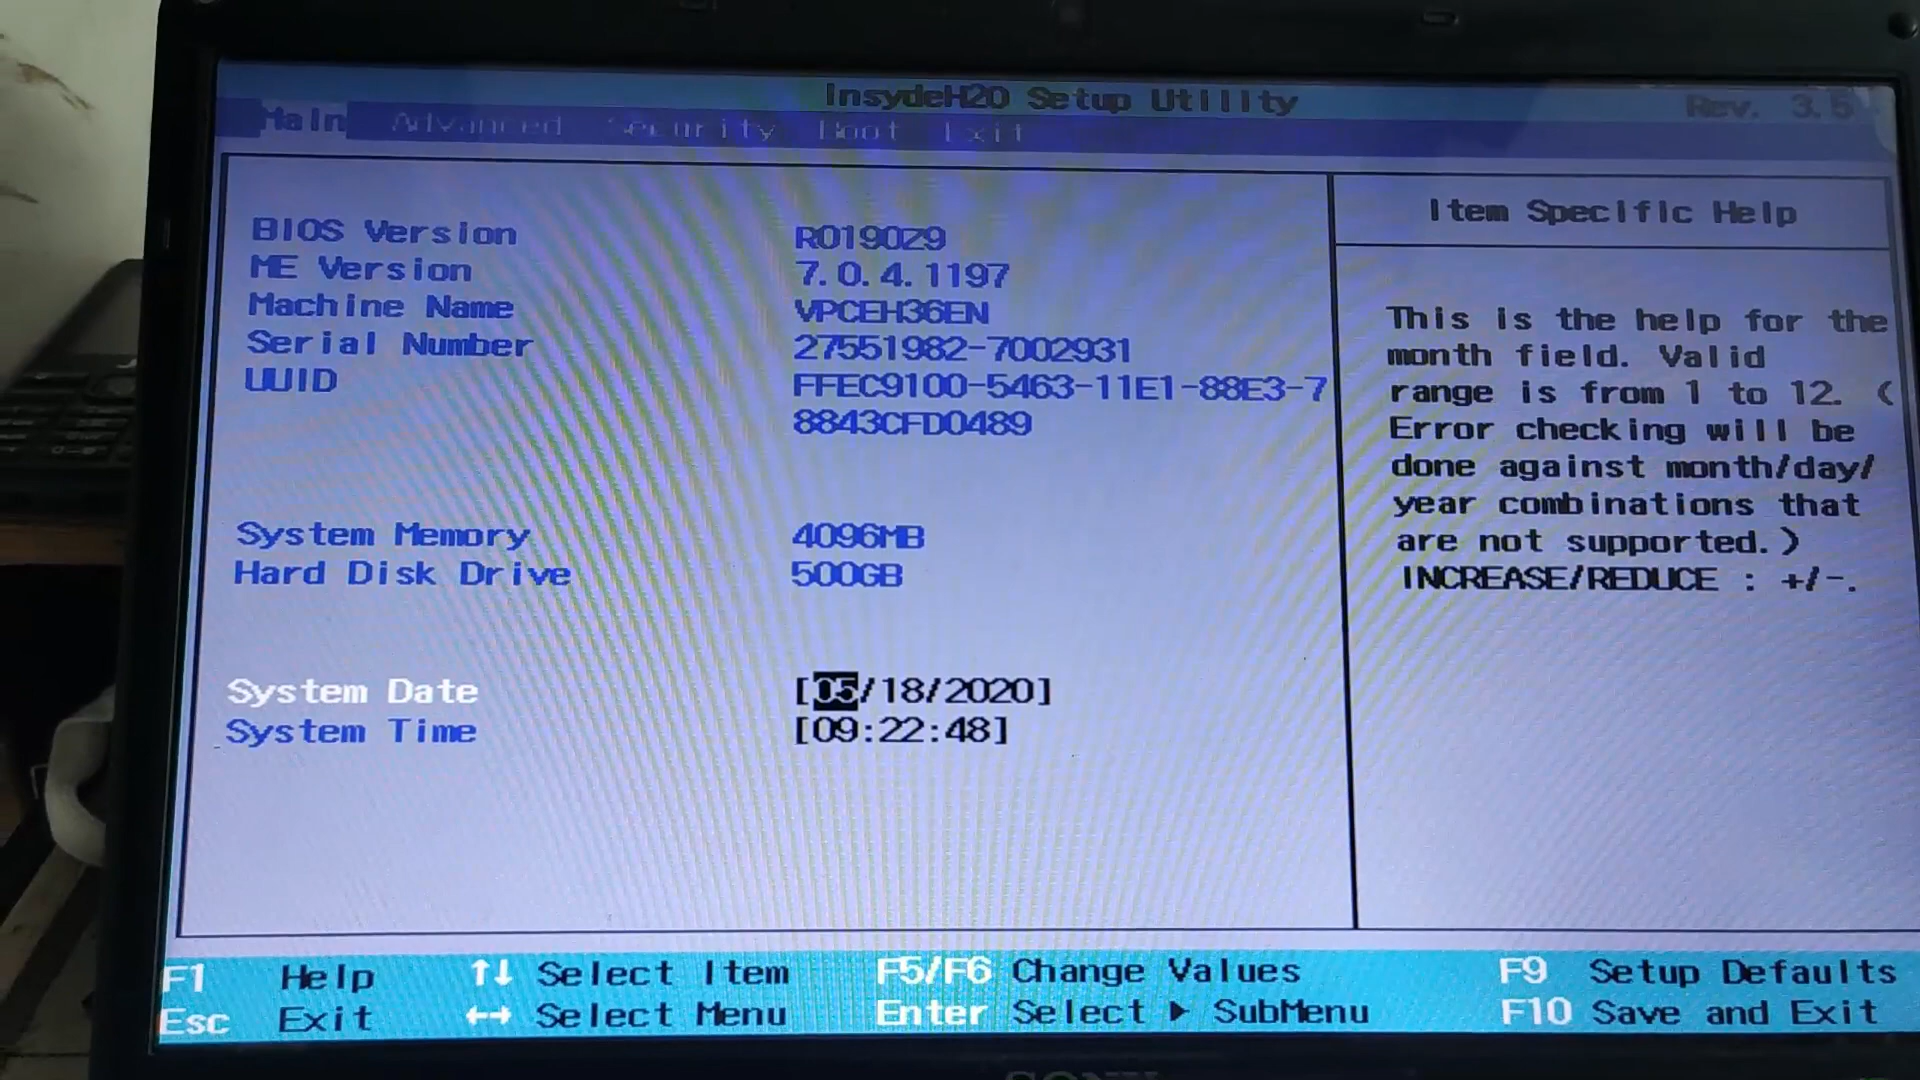 InsydeH20 Setup Utility Rev. 3.5
Main Advanced Security Boot Exit
Item Specific Help
BIOS Version R0190Z9
ME Version 7.0.4.1197
Machine Name VPCEH36EN
Serial Number 27551982-7002931
UUID FFEC9100-5463-11E1-88E3-7
8843CFD0489
System Memory 4096MB
Hard Disk Drive 500GB
System Date [05/18/2020]
System Time [09:22:48]
This is the help for the
month field. Valid
range is from 1 to 12. (
Error checking will be
done against month/day/
year combinations that
are not supported.)
INCREASE/REDUCE : +/-.
F1 Help ↑↓ Select Item F5/F6 Change Values F9 Setup Defaults
Esc Exit ←→ Select Menu Enter Select ▶ SubMenu F10 Save and Exit
SONY